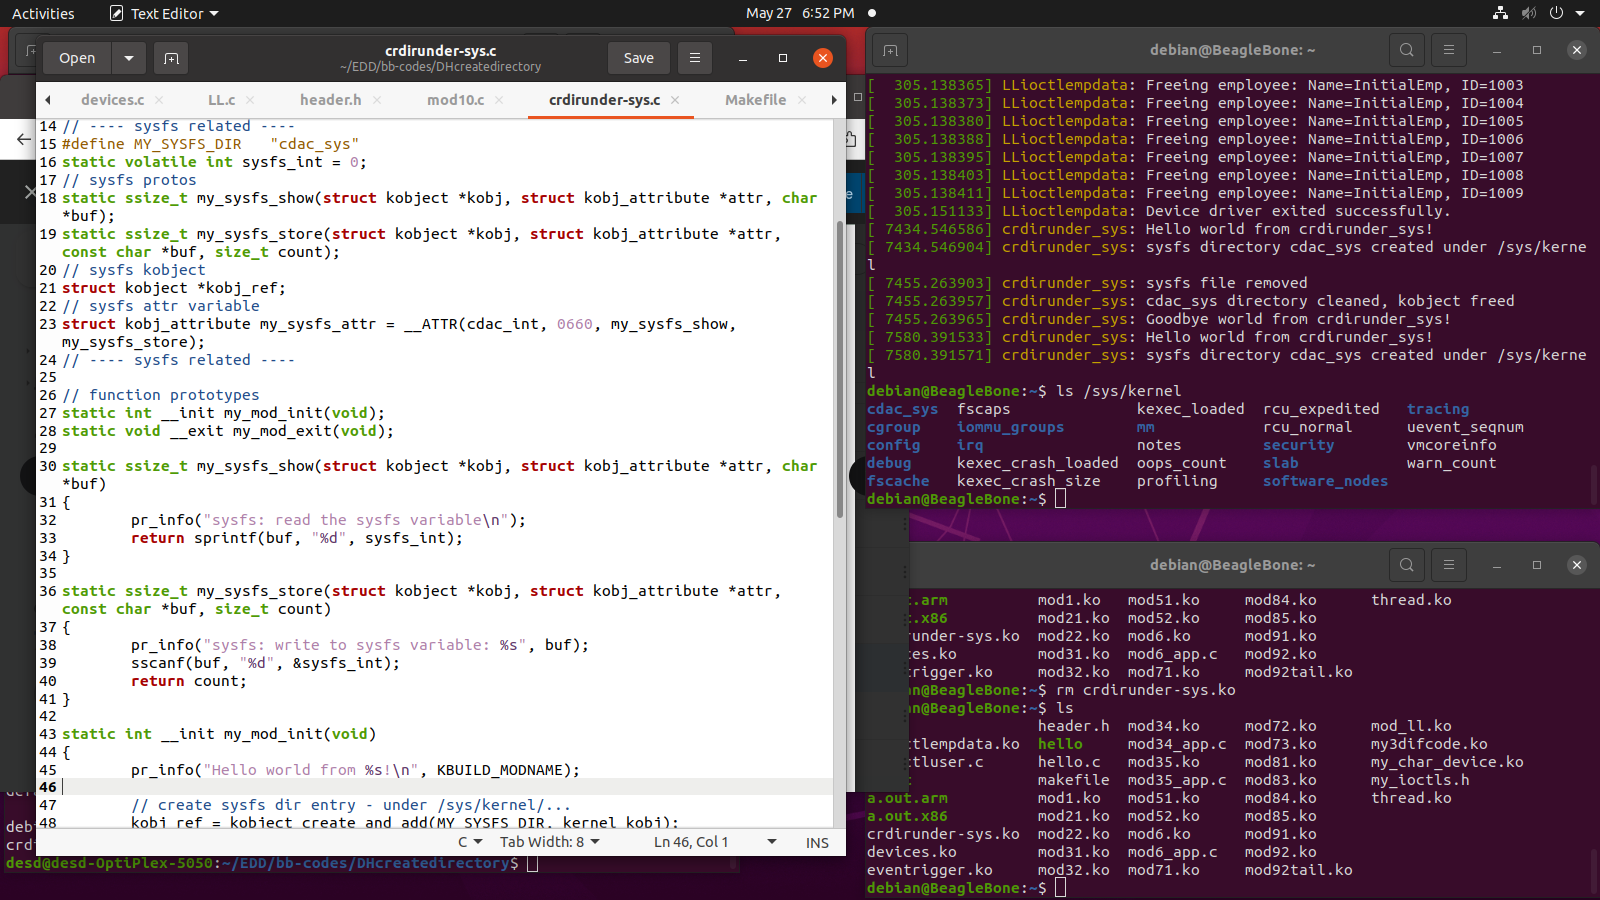 Activities
Text Editor
May 27 6:52 PM
Open
crdirunder-sys.c
~/EDD/bb-codes/DHcreatedirectory
Save
devices.c
LL.c
header.h
mod10.c
crdirunder-sys.c
Makefile
14 // ---- sysfs related ----
15 #define MY_SYSFS_DIR   "cdac_sys"
16 static volatile int sysfs_int = 0;
17 // sysfs protos
18 static ssize_t my_sysfs_show(struct kobject *kobj, struct kobj_attribute *attr, char
*buf);
19 static ssize_t my_sysfs_store(struct kobject *kobj, struct kobj_attribute *attr,
const char *buf, size_t count);
20 // sysfs kobject
21 struct kobject *kobj_ref;
22 // sysfs attr variable
23 struct kobj_attribute my_sysfs_attr = __ATTR(cdac_int, 0660, my_sysfs_show,
my_sysfs_store);
24 // ---- sysfs related ----
25
26 // function prototypes
27 static int __init my_mod_init(void);
28 static void __exit my_mod_exit(void);
29
30 static ssize_t my_sysfs_show(struct kobject *kobj, struct kobj_attribute *attr, char
*buf)
31 {
32 pr_info("sysfs: read the sysfs variable\n");
33 return sprintf(buf, "%d", sysfs_int);
34 }
35
36 static ssize_t my_sysfs_store(struct kobject *kobj, struct kobj_attribute *attr,
const char *buf, size_t count)
37 {
38 pr_info("sysfs: write to sysfs variable: %s", buf);
39 sscanf(buf, "%d", &sysfs_int);
40 return count;
41 }
42
43 static int __init my_mod_init(void)
44 {
45 pr_info("Hello world from %s!\n", KBUILD_MODNAME);
46
47 // create sysfs dir entry - under /sys/kernel/...
48 kobj_ref = kobject_create_and_add(MY_SYSFS_DIR, kernel_kobj);
C
Tab Width: 8
Ln 46, Col 1
INS
debi
crdi
desd@desd-OptiPlex-5050:~/EDD/bb-codes/DHcreatedirectory$
debian@BeagleBone: ~
[  305.138365] LLioctlempdata: Freeing employee: Name=InitialEmp, ID=1003
[  305.138373] LLioctlempdata: Freeing employee: Name=InitialEmp, ID=1004
[  305.138380] LLioctlempdata: Freeing employee: Name=InitialEmp, ID=1005
[  305.138388] LLioctlempdata: Freeing employee: Name=InitialEmp, ID=1006
[  305.138395] LLioctlempdata: Freeing employee: Name=InitialEmp, ID=1007
[  305.138403] LLioctlempdata: Freeing employee: Name=InitialEmp, ID=1008
[  305.138411] LLioctlempdata: Freeing employee: Name=InitialEmp, ID=1009
[  305.151133] LLioctlempdata: Device driver exited successfully.
[ 7434.546586] crdirunder_sys: Hello world from crdirunder_sys!
[ 7434.546904] crdirunder_sys: sysfs directory cdac_sys created under /sys/kerne
l
[ 7455.263903] crdirunder_sys: sysfs file removed
[ 7455.263957] crdirunder_sys: cdac_sys directory cleaned, kobject freed
[ 7455.263965] crdirunder_sys: Goodbye world from crdirunder_sys!
[ 7580.391533] crdirunder_sys: Hello world from crdirunder_sys!
[ 7580.391571] crdirunder_sys: sysfs directory cdac_sys created under /sys/kerne
l
debian@BeagleBone:~$ ls /sys/kernel
cdac_sys  fscaps              kexec_loaded  rcu_expedited   tracing
cgroup    iommu_groups        mm            rcu_normal      uevent_seqnum
config    irq                 notes         security        vmcoreinfo
debug     kexec_crash_loaded  oops_count    slab            warn_count
fscache   kexec_crash_size    profiling     software_nodes
debian@BeagleBone:~$
debian@BeagleBone: ~
t.arm mod1.ko mod51.ko mod84.ko thread.ko
t.x86 mod21.ko mod52.ko mod85.ko
runder-sys.ko mod22.ko mod6.ko mod91.ko
es.ko mod31.ko mod6_app.c mod92.ko
trigger.ko mod32.ko mod71.ko mod92tail.ko
an@BeagleBone:~$ rm crdirunder-sys.ko
an@BeagleBone:~$ ls
header.h mod34.ko mod72.ko mod_ll.ko
ctlempdata.ko hello mod34_app.c mod73.ko my3difcode.ko
ctluser.c hello.c mod35.ko mod81.ko my_char_device.ko
c makefile mod35_app.c mod83.ko my_ioctls.h
a.out.arm mod1.ko mod51.ko mod84.ko thread.ko
a.out.x86 mod21.ko mod52.ko mod85.ko
crdirunder-sys.ko mod22.ko mod6.ko mod91.ko
devices.ko mod31.ko mod6_app.c mod92.ko
eventrigger.ko mod32.ko mod71.ko mod92tail.ko
debian@BeagleBone:~$